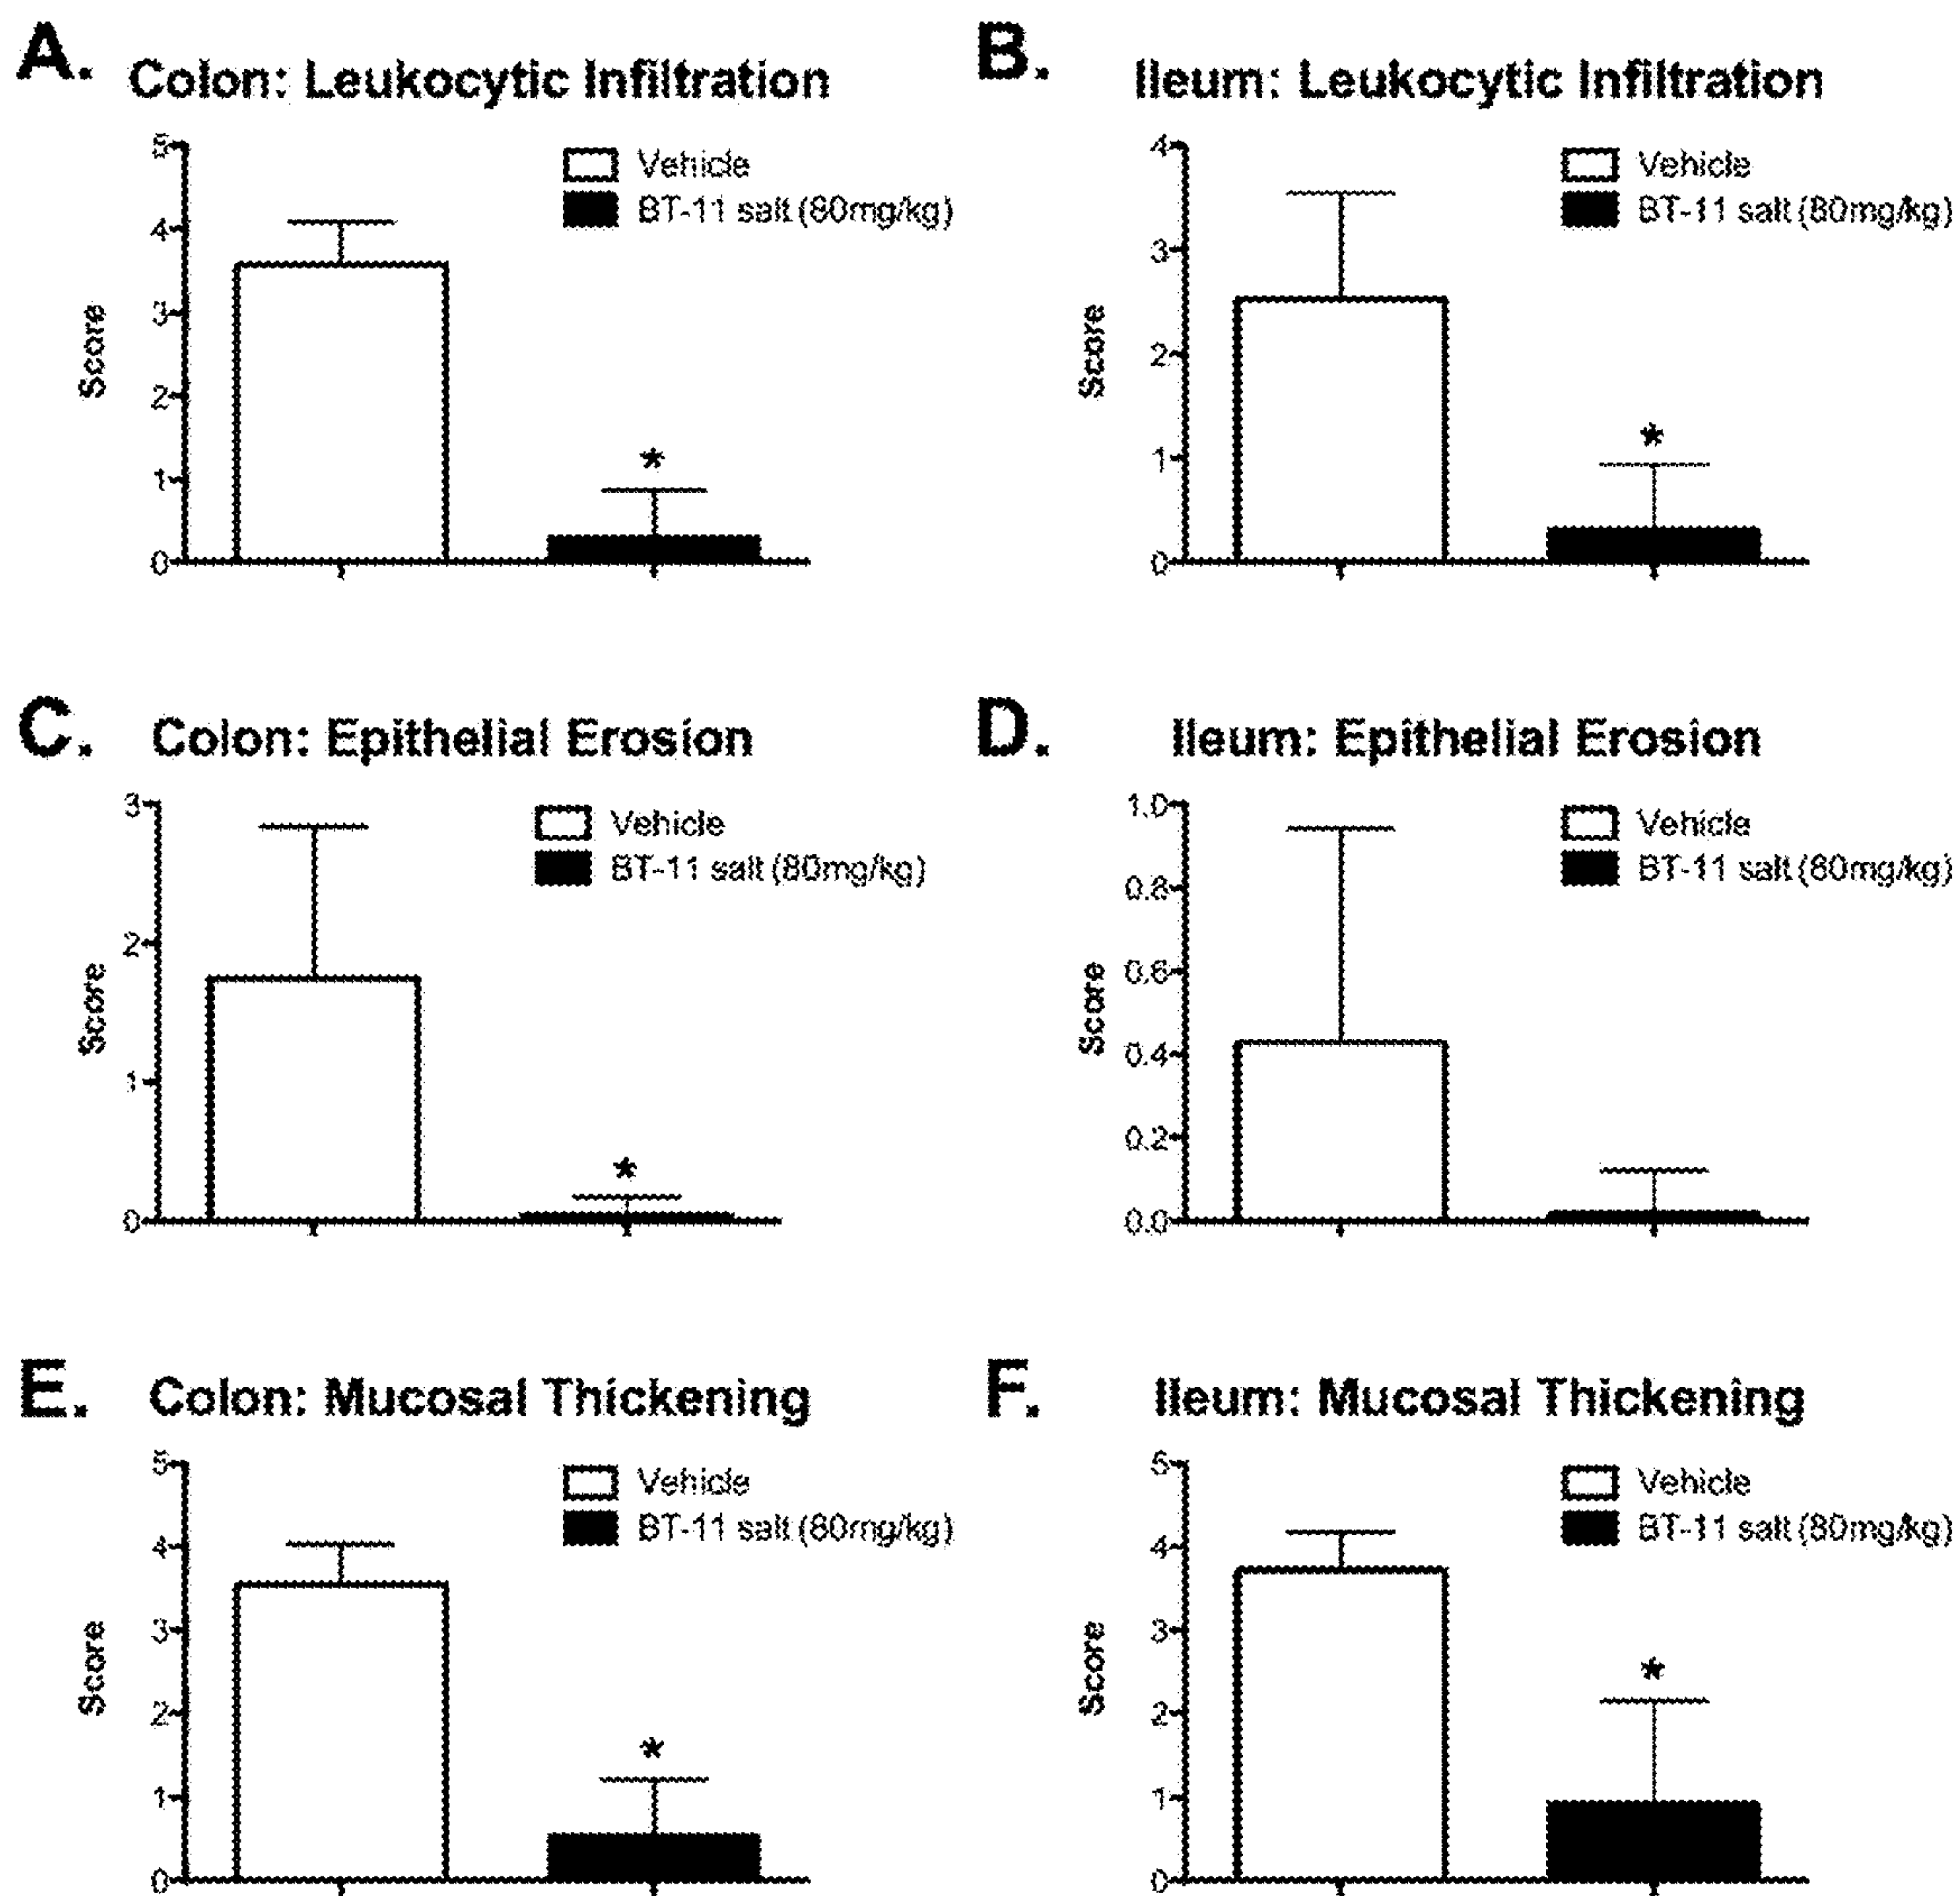 A. Colon: Leukocytic Infiltration
5
4
3
2
1
0
Score
Vehicle
BT-11 salt (80mg/kg)
*
B. Ileum: Leukocytic Infiltration
4
3
2
1
0
Score
Vehicle
BT-11 salt (80mg/kg)
*
C. Colon: Epithelial Erosion
3
2
1
0
Score
Vehicle
BT-11 salt (80mg/kg)
*
D. Ileum: Epithelial Erosion
1.0
0.8
0.6
0.4
0.2
0.0
Score
Vehicle
BT-11 salt (80mg/kg)
E. Colon: Mucosal Thickening
5
4
3
2
1
0
Score
Vehicle
BT-11 salt (80mg/kg)
*
F. Ileum: Mucosal Thickening
5
4
3
2
1
0
Score
Vehicle
BT-11 salt (80mg/kg)
*